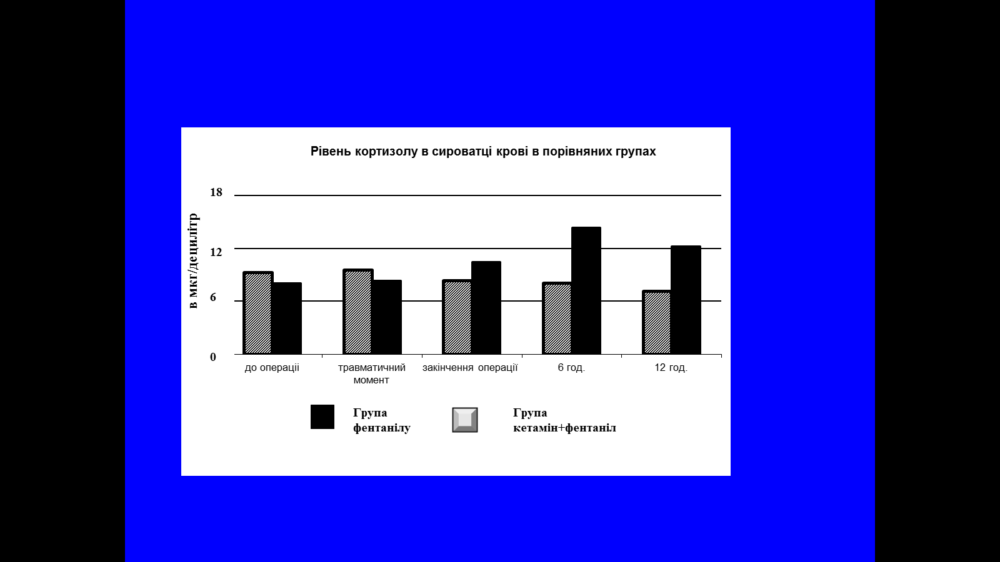 Рівень кортизолу в сироватці крові в порівняних групах
в мкг/децилітр
18
12
6
0
до операціі
травматичний
момент
закінчення операції
6 год.
12 год.
Група
фентанілу
Група
кетамін+фентаніл